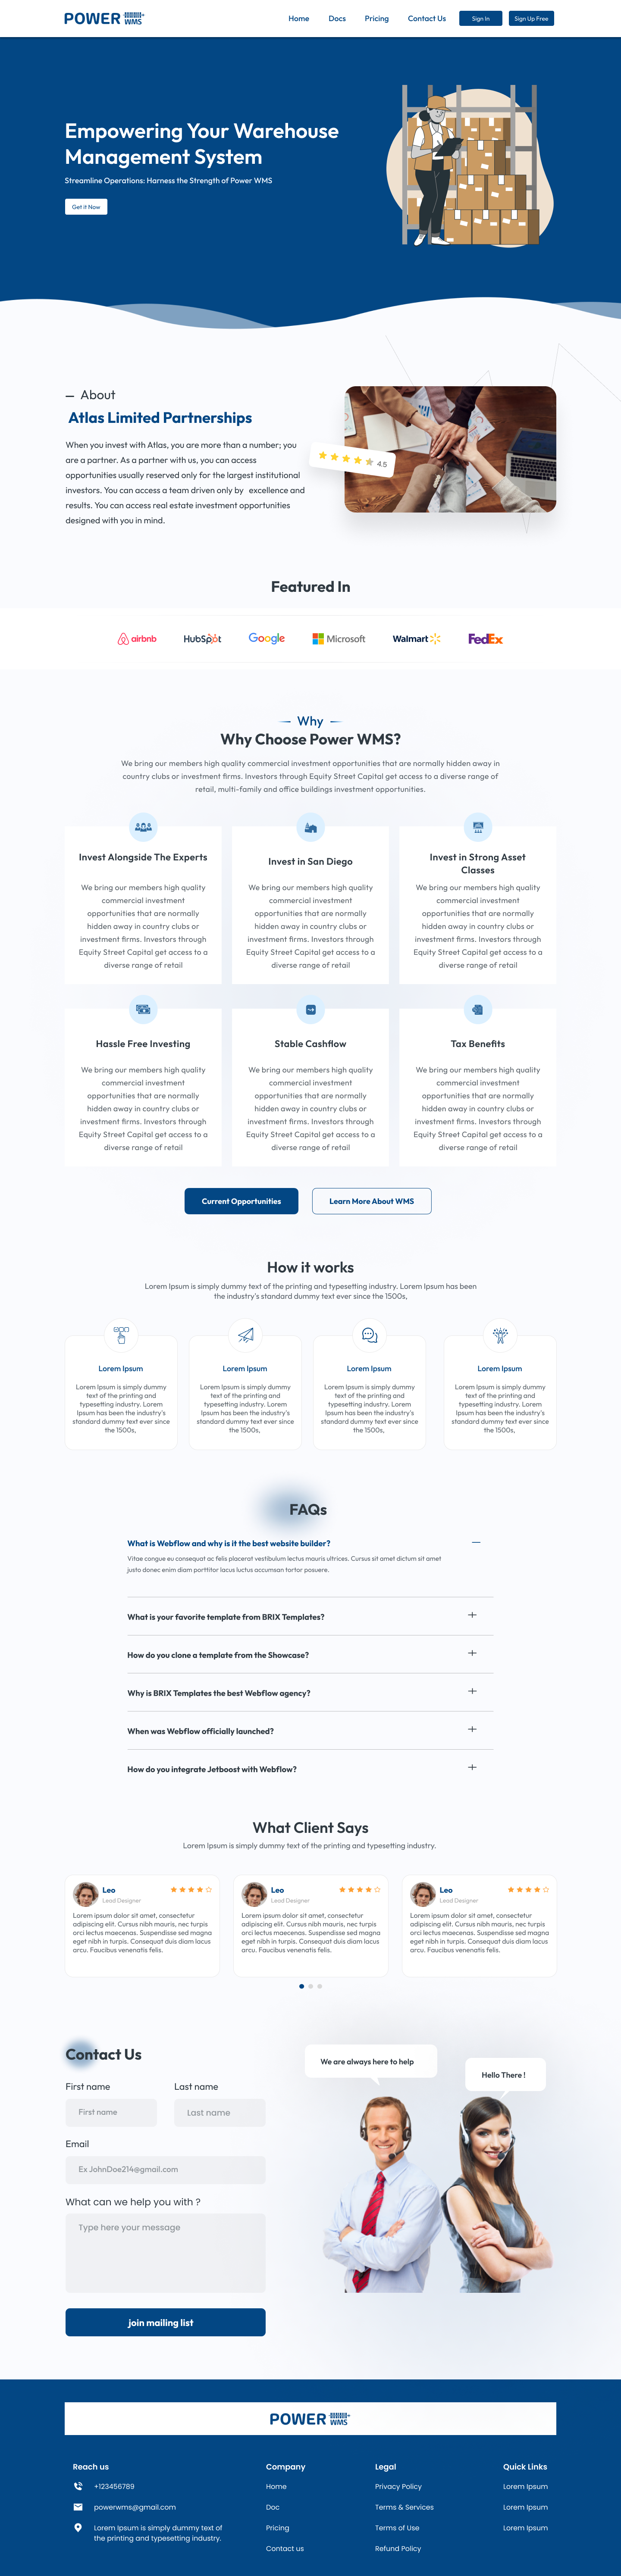 POWER WMS
Home Docs Pricing Contact Us Sign In Sign Up Free
Empowering Your Warehouse
Management System
Streamline Operations: Harness the Strength of Power WMS
Get it Now
About
Atlas Limited Partnerships
When you invest with Atlas, you are more than a number; you
are a partner. As a partner with us, you can access
opportunities usually reserved only for the largest institutional
investors. You can access a team driven only by excellence and
results. You can access real estate investment opportunities
designed with you in mind.
4.5
Featured In
airbnb HubSpot Google Microsoft Walmart FedEx
Why
Why Choose Power WMS?
We bring our members high quality commercial opportunities that are normally hidden away in
country clubs or investment firms. Investors through Equity Street Capital get access to a diverse range of
retail, multi-family and office buildings investment opportunities.
Invest Alongside The Experts
We bring our members high quality
commercial investment
opportunities that are normally
hidden away in country clubs or
investment firms. Investors through
Equity Street Capital get access to a
diverse range of retail
Invest in San Diego
We bring our members high quality
commercial investment
opportunities that are normally
hidden away in country clubs or
investment firms. Investors through
Equity Street Capital get access to a
diverse range of retail
Invest in Strong Asset
Classes
We bring our members high quality
commercial investment
opportunities that are normally
hidden away in country clubs or
investment firms. Investors through
Equity Street Capital get access to a
diverse range of retail
Hassle Free Investing
We bring our members high quality
commercial investment
opportunities that are normally
hidden away in country clubs or
investment firms. Investors through
Equity Street Capital get access to a
diverse range of retail
Stable Cashflow
We bring our members high quality
commercial investment
opportunities that are normally
hidden away in country clubs or
investment firms. Investors through
Equity Street Capital get access to a
diverse range of retail
Tax Benefits
We bring our members high quality
commercial investment
opportunities that are normally
hidden away in country clubs or
investment firms. Investors through
Equity Street Capital get access to a
diverse range of retail
Current Opportunities
Learn More About WMS
How it works
Lorem Ipsum is simply dummy text of the printing and typesetting industry. Lorem Ipsum has been
the industry's standard dummy text ever since the 1500s,
Lorem Ipsum
Lorem Ipsum is simply dummy
text of the printing and
typesetting industry. Lorem
Ipsum has been the industry's
standard dummy text ever since
the 1500s,
Lorem Ipsum
Lorem Ipsum is simply dummy
text of the printing and
typesetting industry. Lorem
Ipsum has been the industry's
standard dummy text ever since
the 1500s,
Lorem Ipsum
Lorem Ipsum is simply dummy
text of the printing and
typesetting industry. Lorem
Ipsum has been the industry's
standard dummy text ever since
the 1500s,
Lorem Ipsum
Lorem Ipsum is simply dummy
text of the printing and
typesetting industry. Lorem
Ipsum has been the industry's
standard dummy text ever since
the 1500s,
FAQs
What is Webflow and why is it the best website builder?
Vitae congue eu consequat ac felis placerat vestibulum lectus mauris ultrices. Cursus sit amet dictum sit amet
justo donec enim diam porttitor lacus luctus accumsan tortor posuere.
What is your favorite template from BRIX Templates?
How do you clone a template from the Showcase?
Why is BRIX Templates the best Webflow agency?
When was Webflow officially launched?
How do you integrate Jetboost with Webflow?
What Client Says
Lorem Ipsum is simply dummy text of the printing and typesetting industry.
Leo
Lead Designer
Lorem ipsum dolor sit amet, consectetur
adipiscing elit. Cursus nibh mauris, nec turpis
orci lectus maecenas. Suspendisse sed magna
eget nibh in turpis. Consequat duis diam lacus
arcu. Faucibus venenatis felis.
Leo
Lead Designer
Lorem ipsum dolor sit amet, consectetur
adipiscing elit. Cursus nibh mauris, nec turpis
orci lectus maecenas. Suspendisse sed magna
eget nibh in turpis. Consequat duis diam lacus
arcu. Faucibus venenatis felis.
Leo
Lead Designer
Lorem ipsum dolor sit amet, consectetur
adipiscing elit. Cursus nibh mauris, nec turpis
orci lectus maecenas. Suspendisse sed magna
eget nibh in turpis. Consequat duis diam lacus
arcu. Faucibus venenatis felis.
Contact Us
First name Last name
First name Last name
Email
Ex JohnDoe214@gmail.com
What can we help you with ?
Type here your message
join mailing list
We are always here to help
Hello There !
POWER WMS
Reach us
+123456789
powerwms@gmail.com
Lorem Ipsum is simply dummy text of
the printing and typesetting industry.
Company
Home
Doc
Pricing
Contact us
Legal
Privacy Policy
Terms & Services
Terms of Use
Refund Policy
Quick Links
Lorem Ipsum
Lorem Ipsum
Lorem Ipsum